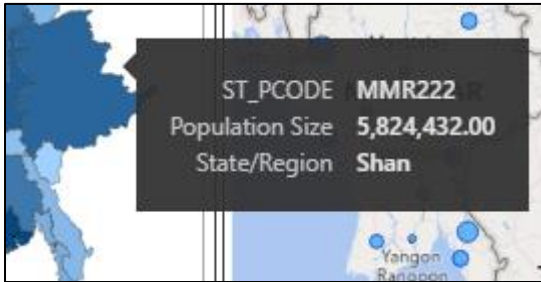 ST_PCODE MMR222
Population Size 5,824,432.00
State/Region Shan
Yangon